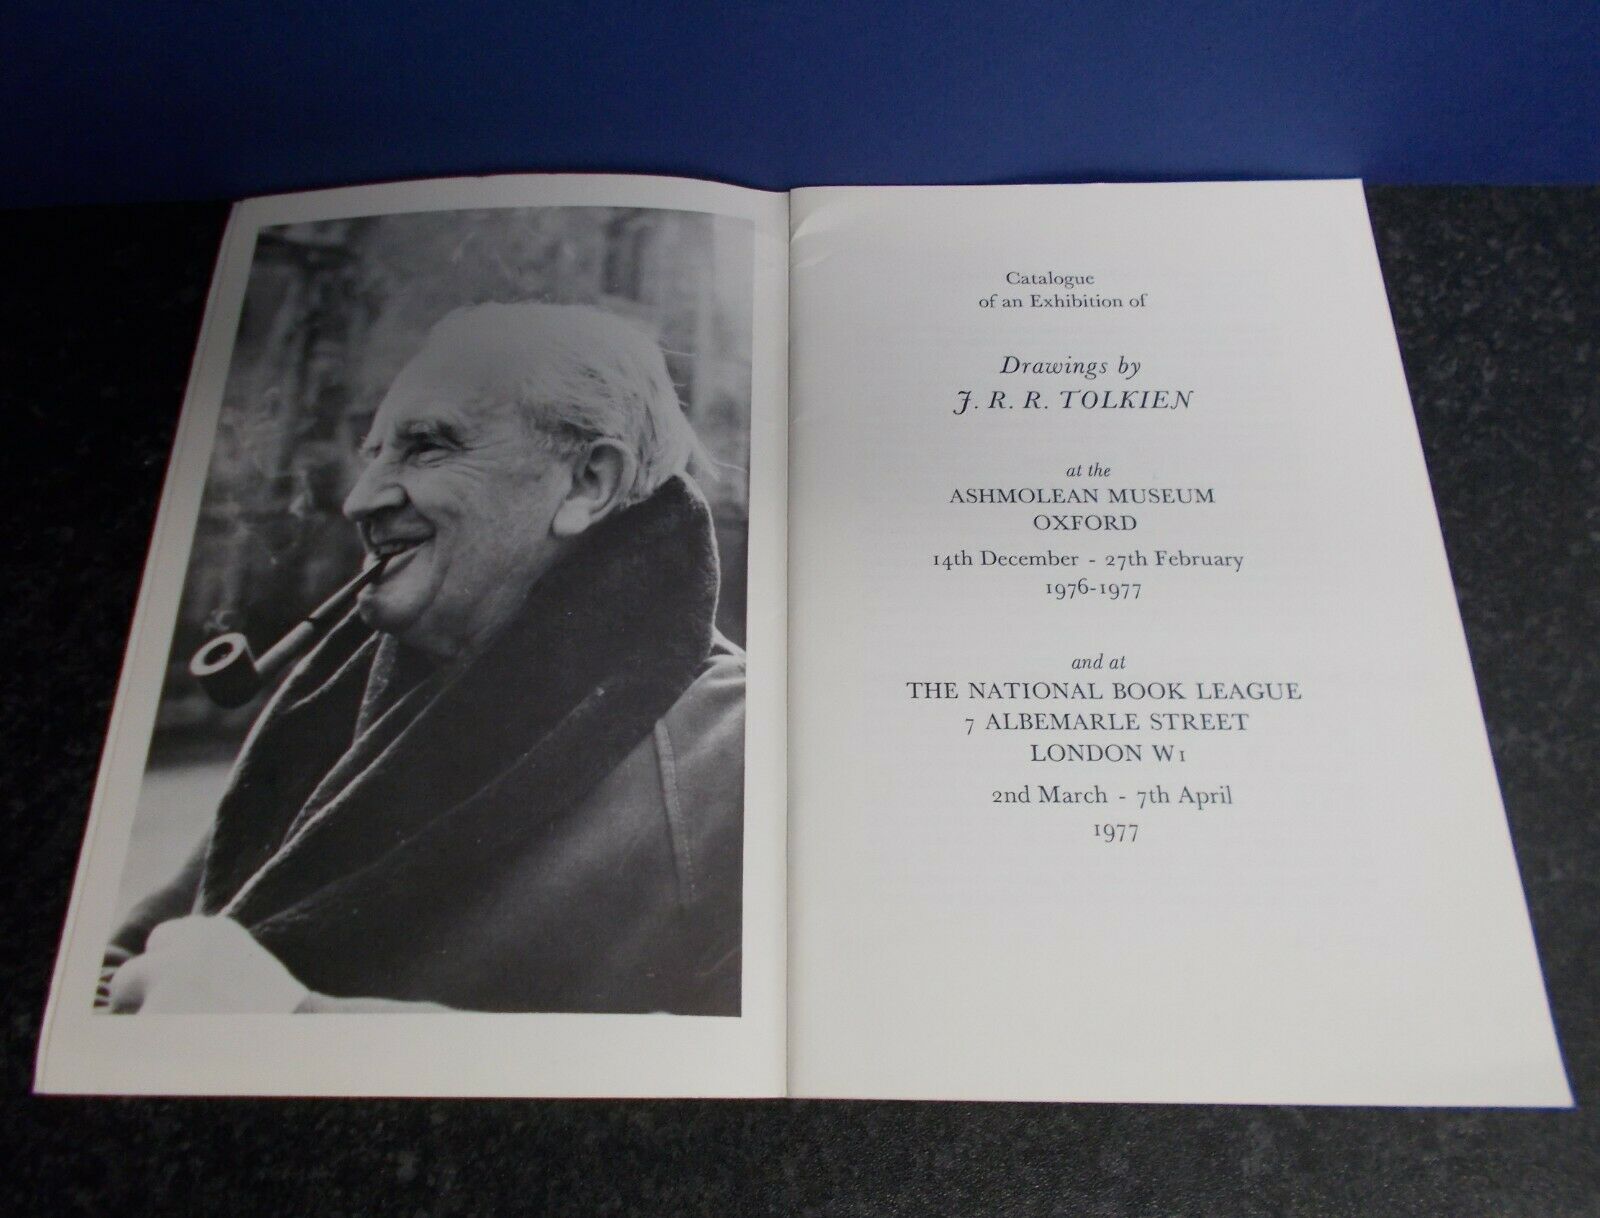 Catalogue
of an Exhibition of
Drawings by
J. R. R. TOLKIEN
at the
ASHMOLEAN MUSEUM
OXFORD
14th December - 27th February
1976-1977
and at
THE NATIONAL BOOK LEAGUE
7 ALBEMARLE STREET
LONDON W1
2nd March - 7th April
1977